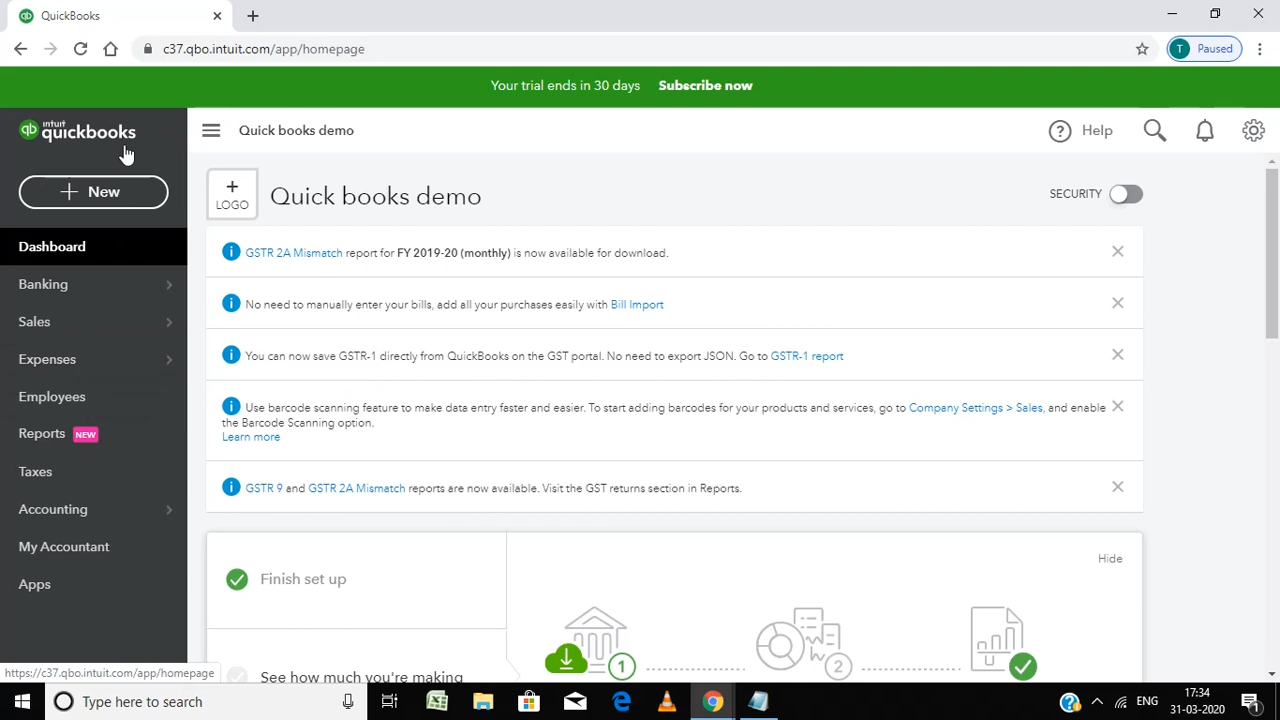 QuickBooks
c37.qbo.intuit.com/app/homepage
T Paused
Your trial ends in 30 days Subscribe now
qb intuit quickbooks
Quick books demo
Help
New
+ LOGO
Quick books demo
SECURITY
Dashboard
Banking
Sales
Expenses
Employees
Reports NEW
Taxes
Accounting
My Accountant
Apps
GSTR 2A Mismatch report for FY 2019-20 (monthly) is now available for download.
No need to manually enter your bills, add all your purchases easily with Bill Import
You can now save GSTR-1 directly from QuickBooks on the GST portal. No need to export JSON. Go to GSTR-1 report
Use barcode scanning feature to make data entry faster and easier. To start adding barcodes for your products and services, go to Company Settings > Sales, and enable
the Barcode Scanning option.
Learn more
GSTR 9 and GSTR 2A Mismatch reports are now available. Visit the GST returns section in Reports.
Hide
Finish set up
1
2
See how much you're making
https://c37.qbo.intuit.com/app/homepage
Type here to search
ENG
17:34
31-03-2020
1